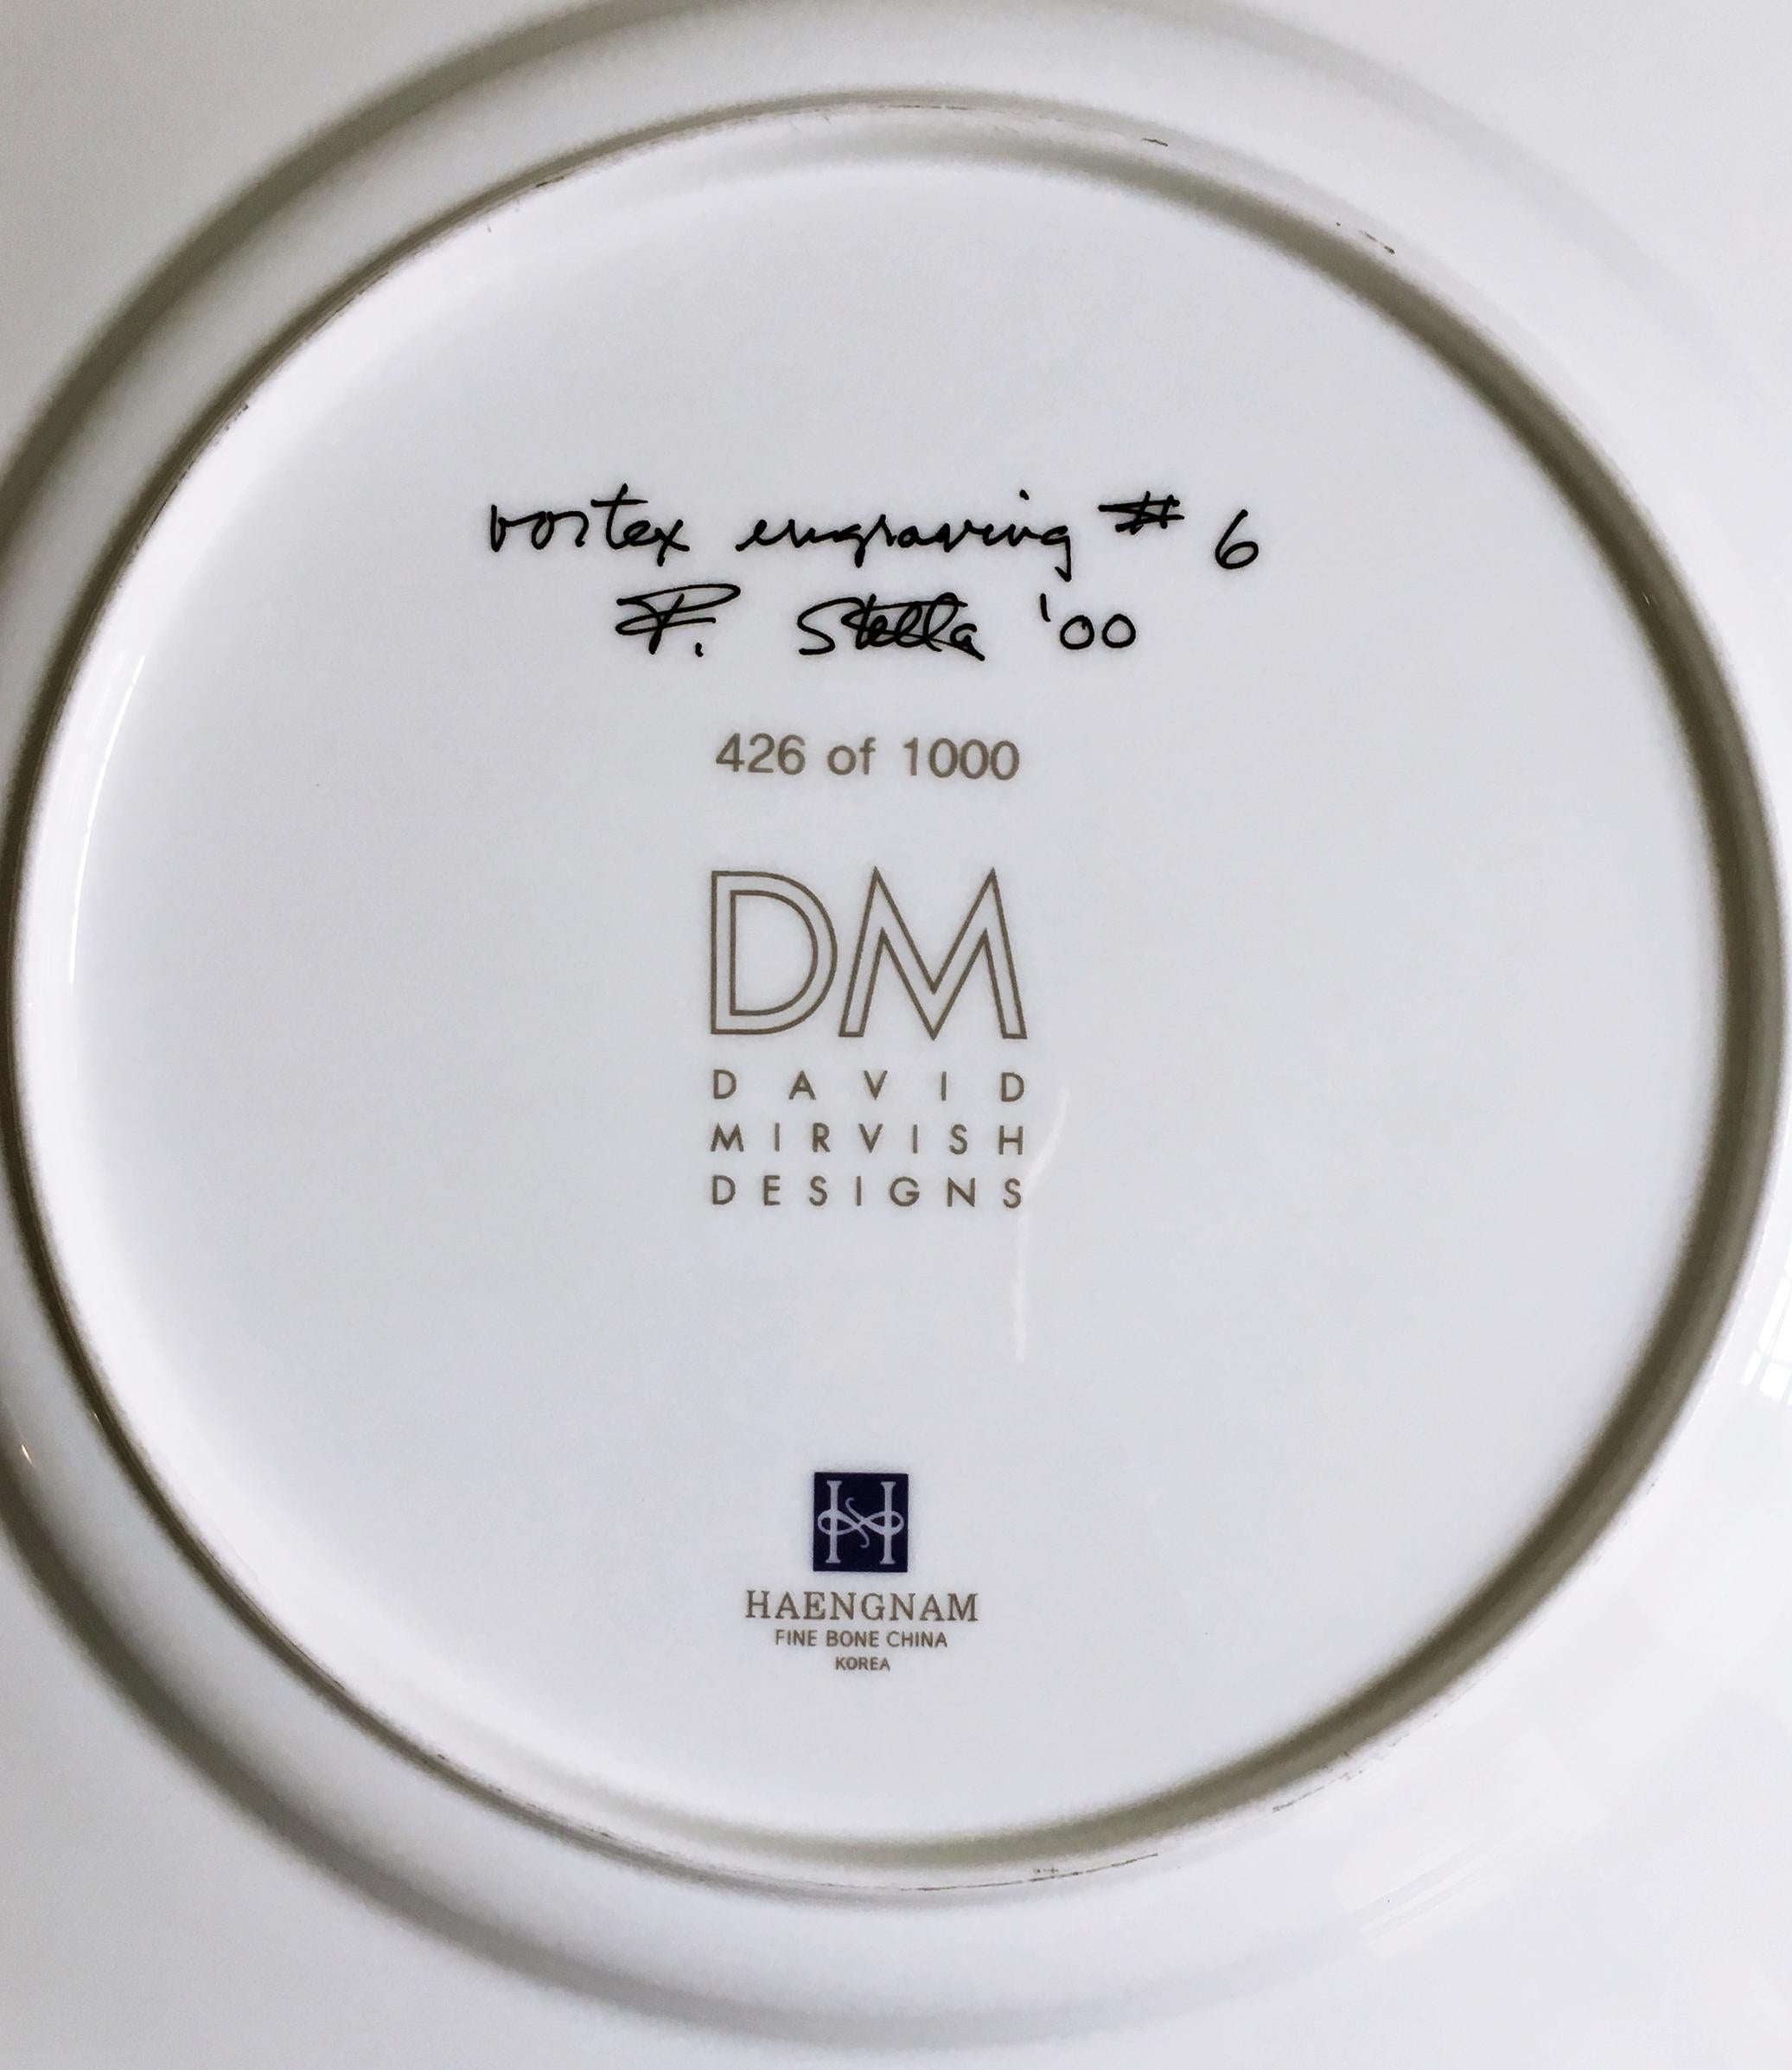 vortex engraving # 6
F. Stella '00
426 of 1000
DM
DAVID
MIRVISH
DESIGNS
H
HAENGNAM
FINE BONE CHINA
KOREA